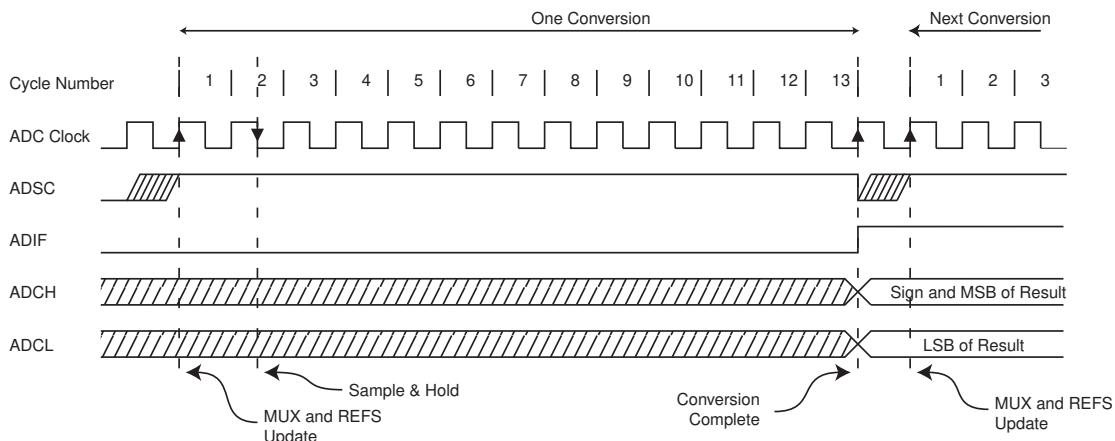 One Conversion
Next Conversion
Cycle Number 1 2 3 4 5 6 7 8 9 10 11 12 13 1 2 3
ADC Clock
ADSC
ADIF
ADCH
Sign and MSB of Result
ADCL
LSB of Result
MUX and REFS
Update
Sample & Hold
Conversion
Complete
MUX and REFS
Update